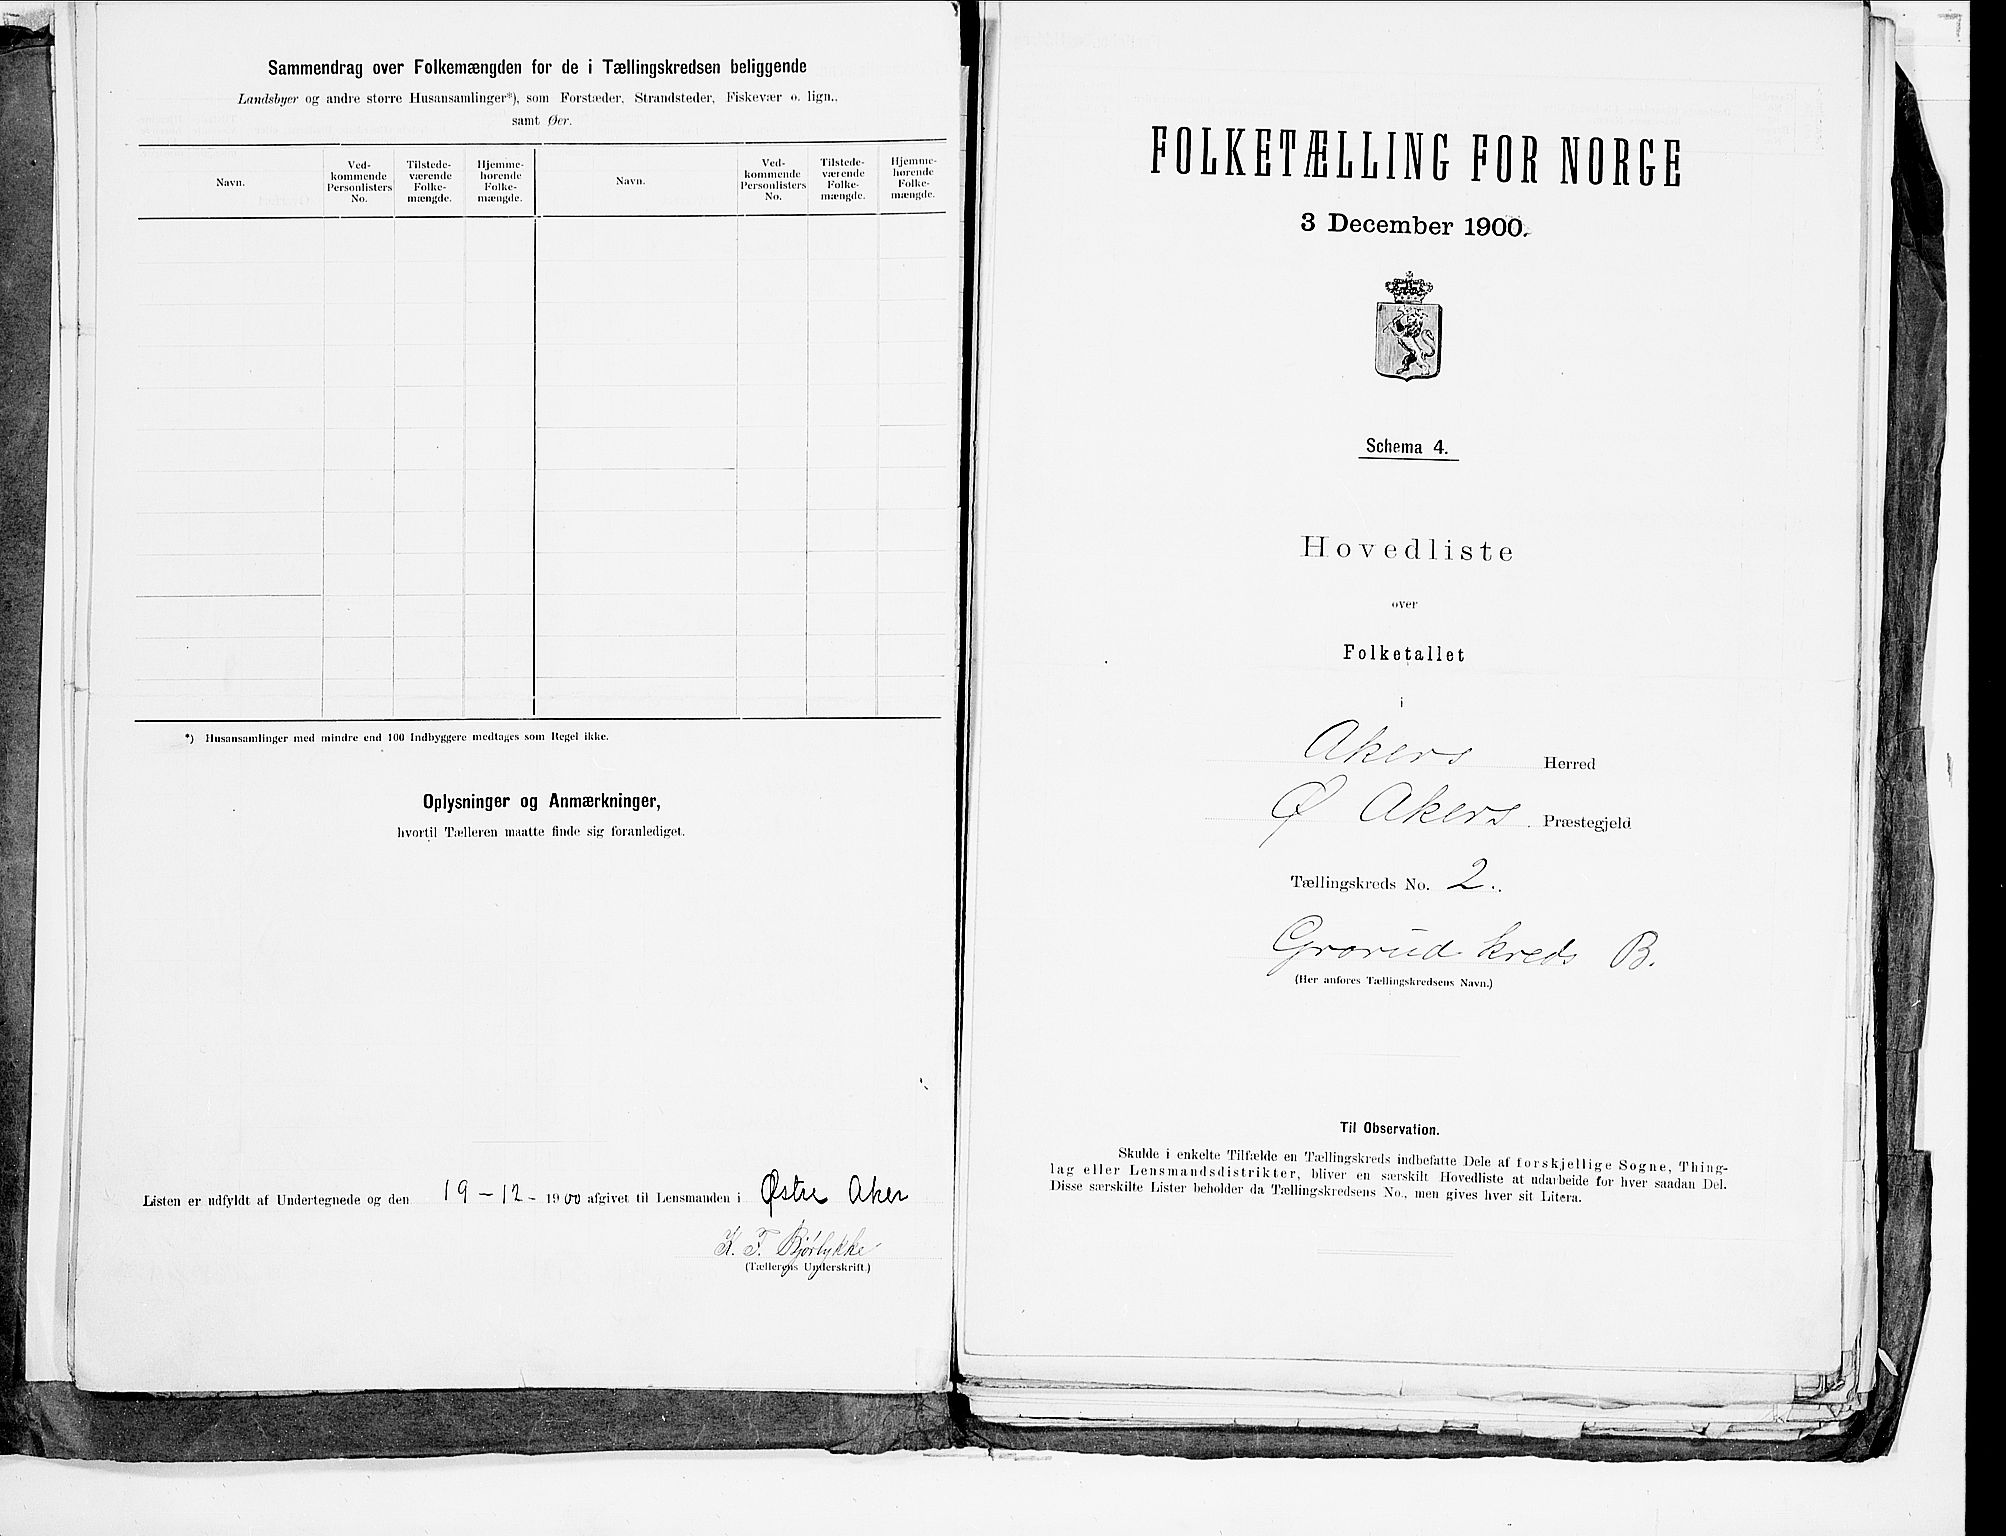 Sammendrag over Folkemængden for de i Tællingskredsen beliggende
Landsbyer og andre større Husansamlinger*), som Forstæder, Strandsteder, Fiskevær o. lign.,
samt Øer.
Navn.
Ved-
kommende
Personlisters
No.
Tilstede-
værende
Folke-
mængde.
Hjemme-
hørende
Folke-
mængde.
Navn.
Ved-
kommende
Personlisters
No.
Tilstede-
værende
Folke-
mængde.
Hjemme-
hørende
Folke-
mængde.
*) Husansamlinger med mindre end 100 Indbyggere medtages som Regel ikke.
Oplysninger og Anmærkninger,
hvortil Tælleren maatte finde sig foranlediget.
Listen er udfyldt af Undertegnede og den 19-12-1900 afgivet til Lensmanden i Østre Aker
K. F. Bjørlykke
(Tællerens Underskrift.)
FOLKETÆLLING FOR NORGE
3 December 1900.
Schema 4.
Hovedliste
over
Folketallet
i
Akers Herred
Ø Akers Præstegjeld
Tællingskreds No. 2.
Grorud kreds B.
(Her anføres Tællingskredsens Navn.)
Til Observation.
Skulde i enkelte Tilfælde en Tællingskreds indbefatte Dele af forskjellige Sogne, Thing-
lag eller Lensmandsdistrikter, bliver en særskilt Hovedliste at udarbeide for hver saadan Del.
Disse særskilte Lister beholder da Tællingskredsens No., men gives hver sit Litera.